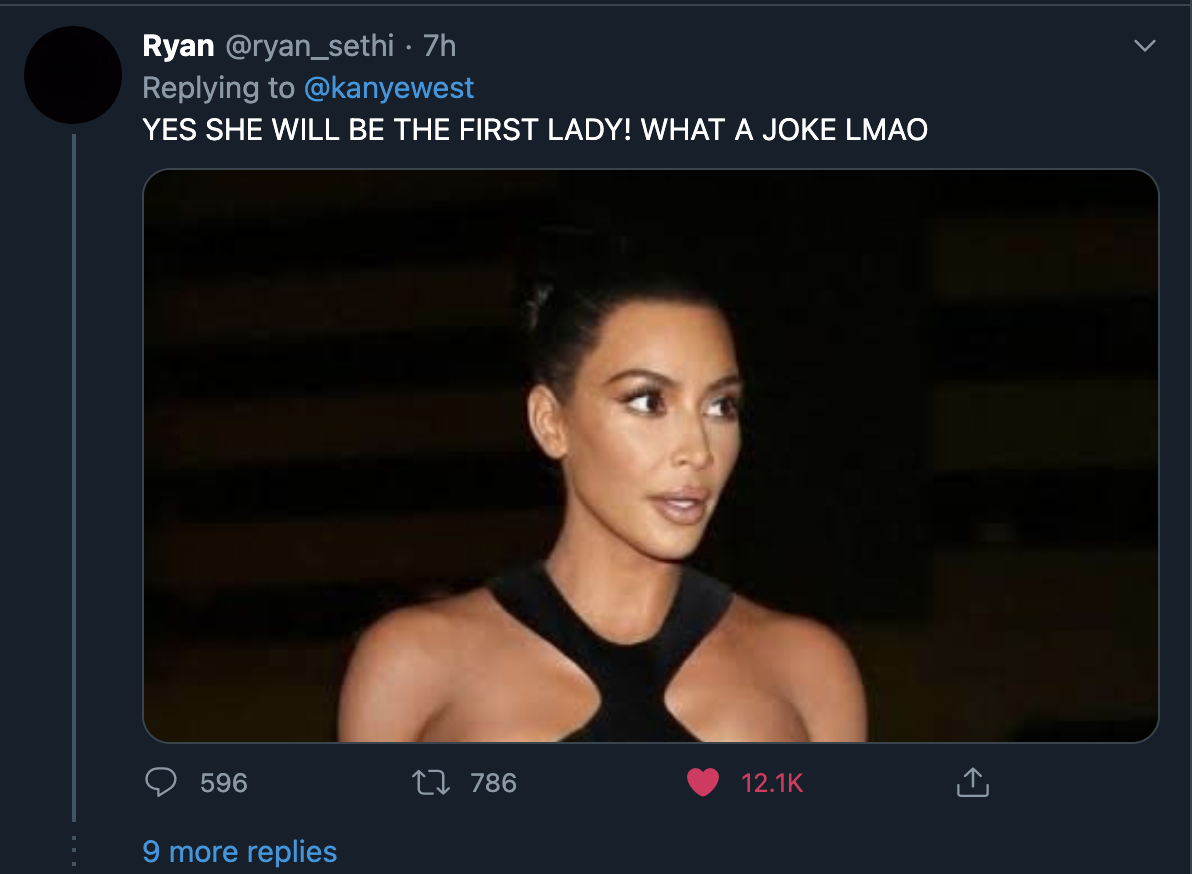 Ryan @ryan_sethi · 7h
Replying to @kanyewest
YES SHE WILL BE THE FIRST LADY! WHAT A JOKE LMAO
596 786 12.1K
9 more replies